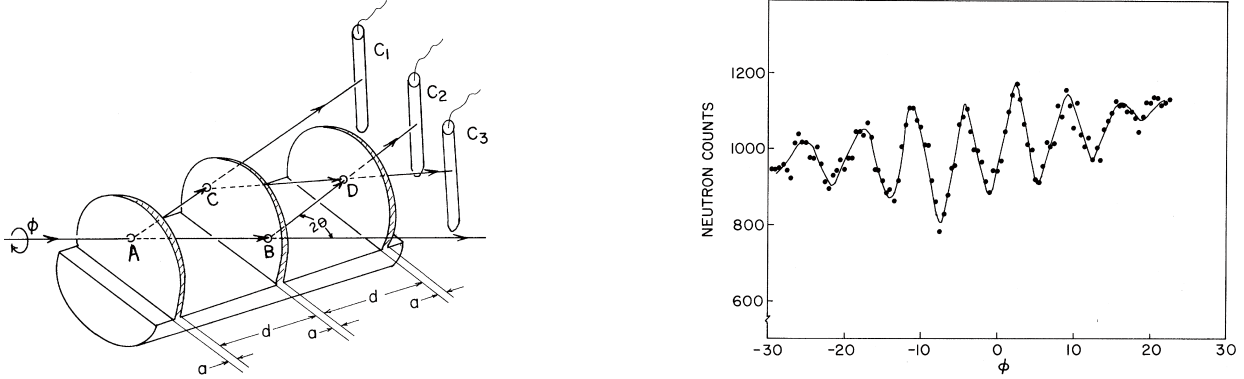 C1
C2
C3
φ
A
B
C
D
2θ
d
d
a
a
a
NEUTRON COUNTS
1200
1000
800
600
-30
-20
-10
0
10
20
30
φ